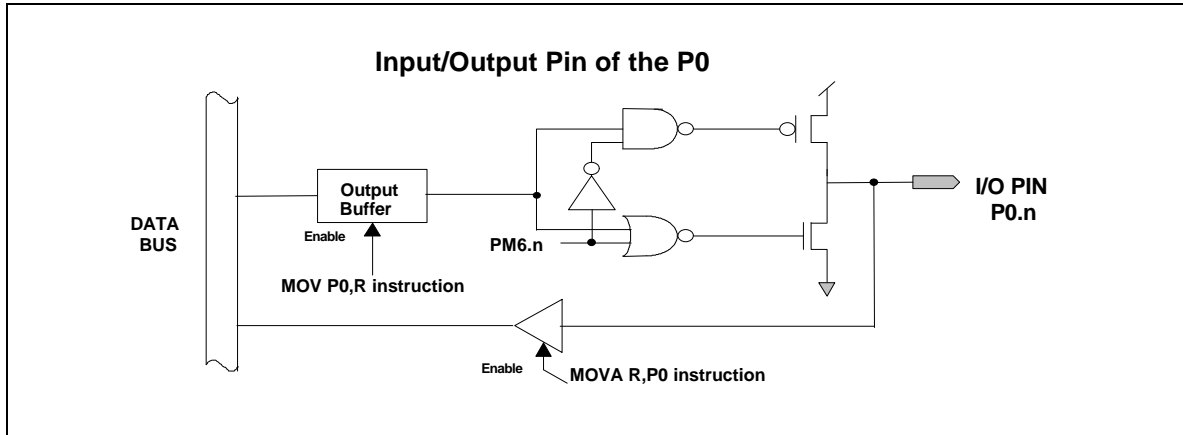 Input/Output Pin of the P0
Output
Buffer
I/O PIN
P0.n
DATA
BUS
Enable
PM6.n
MOV P0,R instruction
Enable
MOVA R,P0 instruction